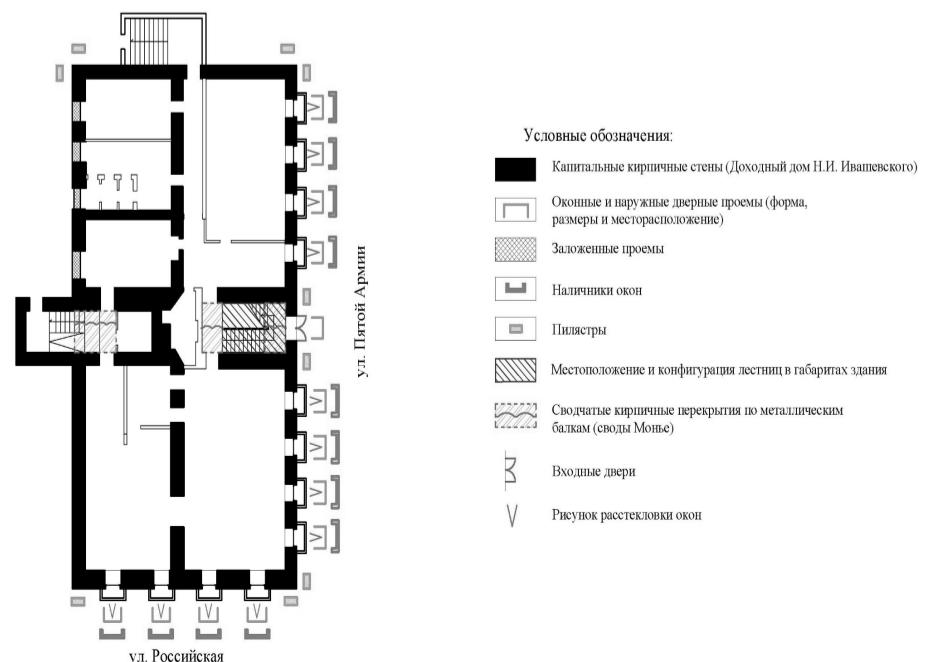 Условные обозначения:
Капитальные кирпичные стены (Доходный дом Н.И. Ивашевского)
Оконные и наружные дверные проемы (форма,
размеры и месторасположение)
Заложенные проемы
Наличники окон
Пилястры
Местоположение и конфигурация лестниц в габаритах здания
Сводчатые кирпичные перекрытия по металлическим
балкам (своды Монье)
Входные двери
Рисунок расстекловки окон
ул. Пятой Армии
ул. Российская